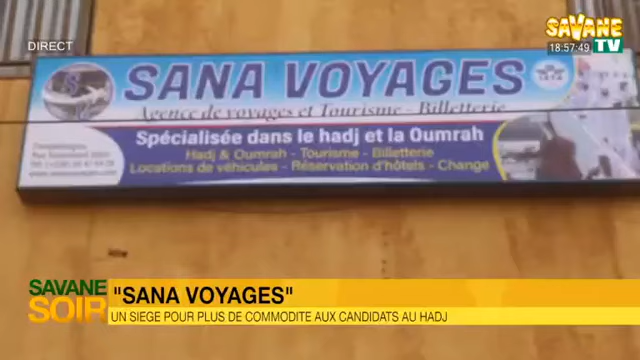 DIRECT
SAVANE
18:57:49 TV
SANA VOYAGES
Agence de voyages et Tourisme - Billetterie
Spécialisée dans le hadj et la Oumrah
Hadj & Oumrah - Tourisme - Billetterie
Locations de véhicules - Réservation d'hôtels - Change
SAVANE
SOIR
"SANA VOYAGES"
UN SIEGE POUR PLUS DE COMMODITE AUX CANDIDATS AU HADJ